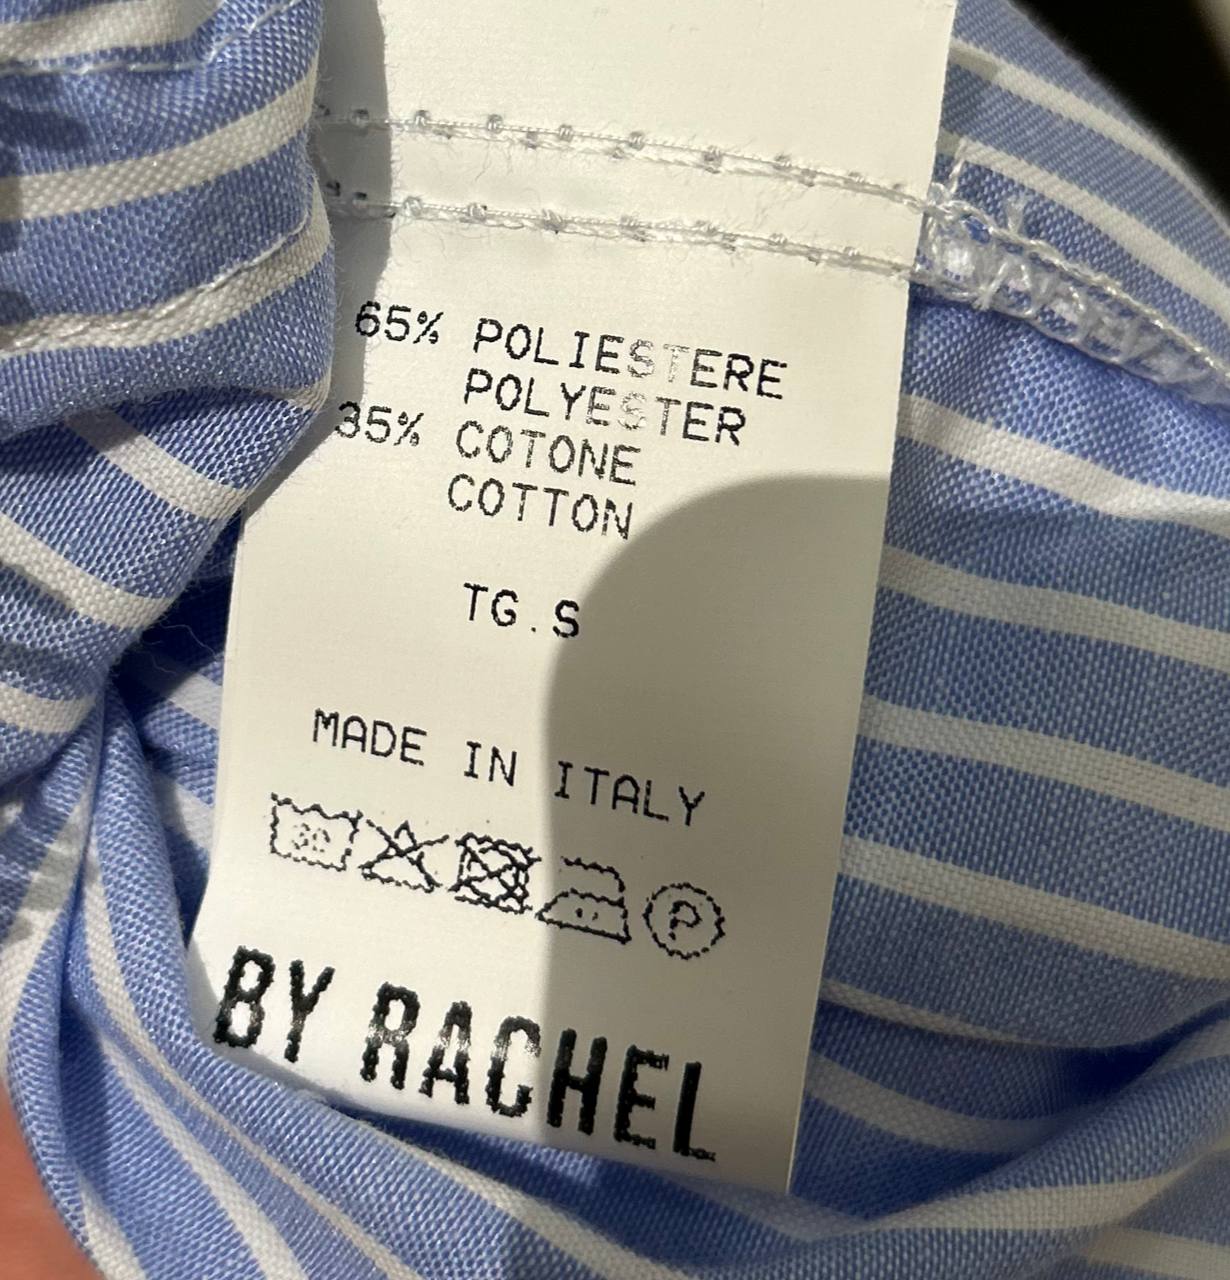 65% POLIESTERE
POLYESTER
35% COTONE
COTTON
TG.S
MADE IN ITALY
30 P
BY RACHEL